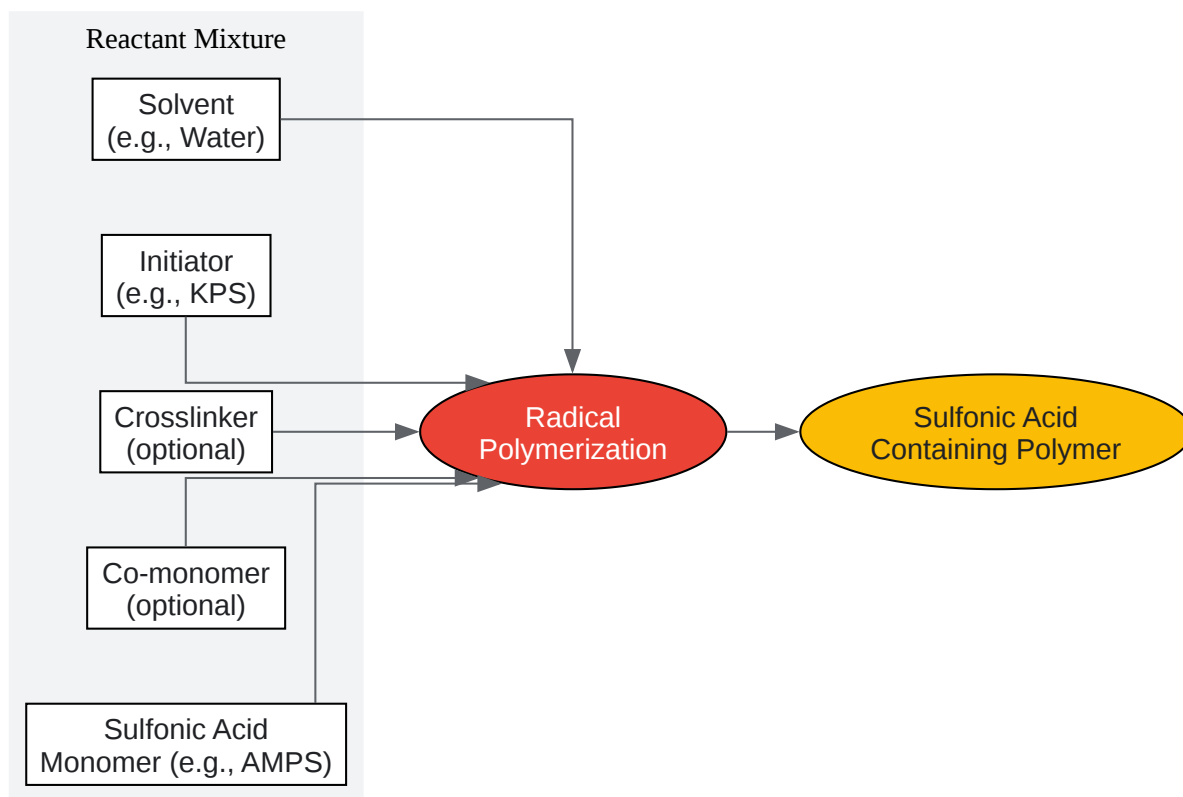 Reactant Mixture
Solvent
(e.g., Water)
Initiator
(e.g., KPS)
Crosslinker
(optional)
Radical
Polymerization
Sulfonic Acid
Containing Polymer
Co-monomer
(optional)
Sulfonic Acid
Monomer (e.g., AMPS)